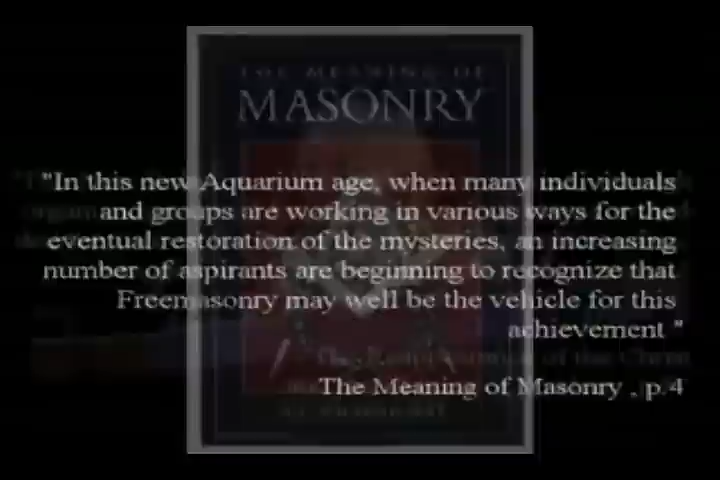 THE MEANING OF
MASONRY
"In this new Aquarium age, when many individuals
and groups are working in various ways for the
eventual restoration of the mysteries, an increasing
number of aspirants are beginning to recognize that
Freemasonry may well be the vehicle for this
achievement "
The Meaning of Masonry , p.4